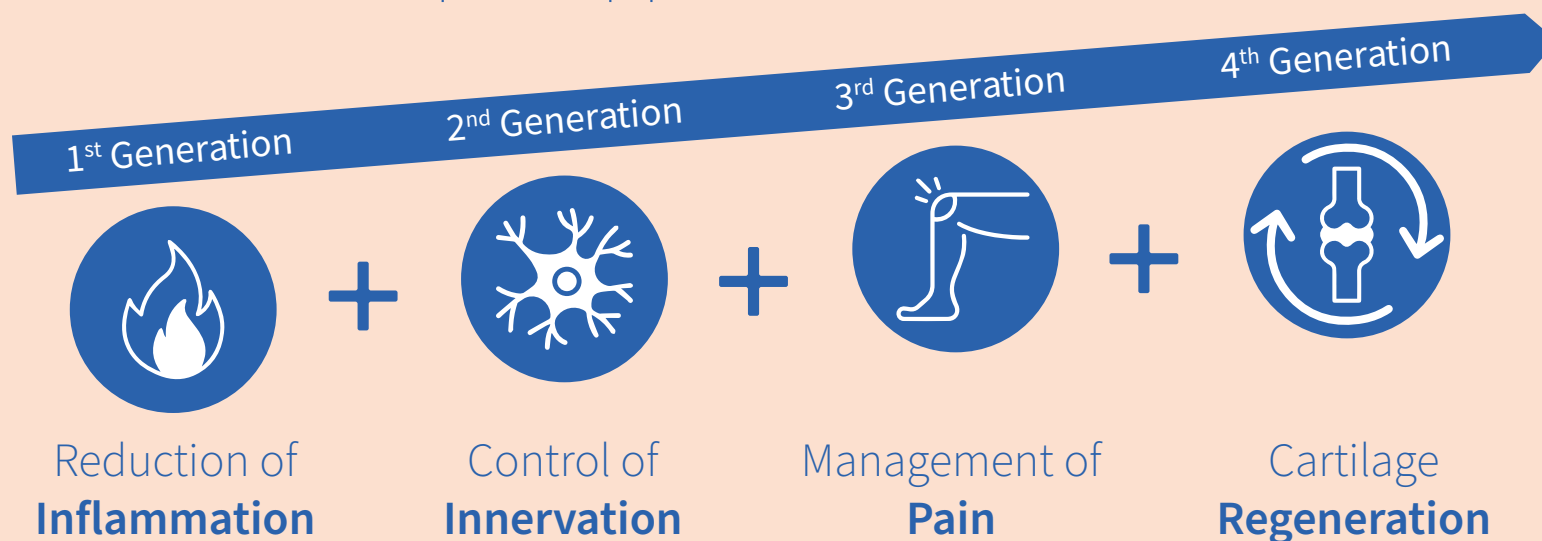 1st Generation
2nd Generation
3rd Generation
4th Generation
Reduction of
Inflammation
Control of
Innervation
Management of
Pain
Cartilage
Regeneration